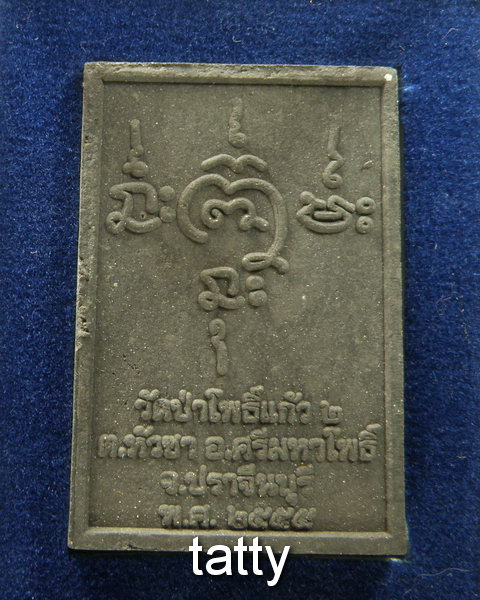 วัดป่าโพธิ์แก้ว ๒
ต.หัวซา อ.ศรีมหาโพธิ์
จ.ปราจีนบุรี
พ.ศ. ๒๕๕๕
tatty